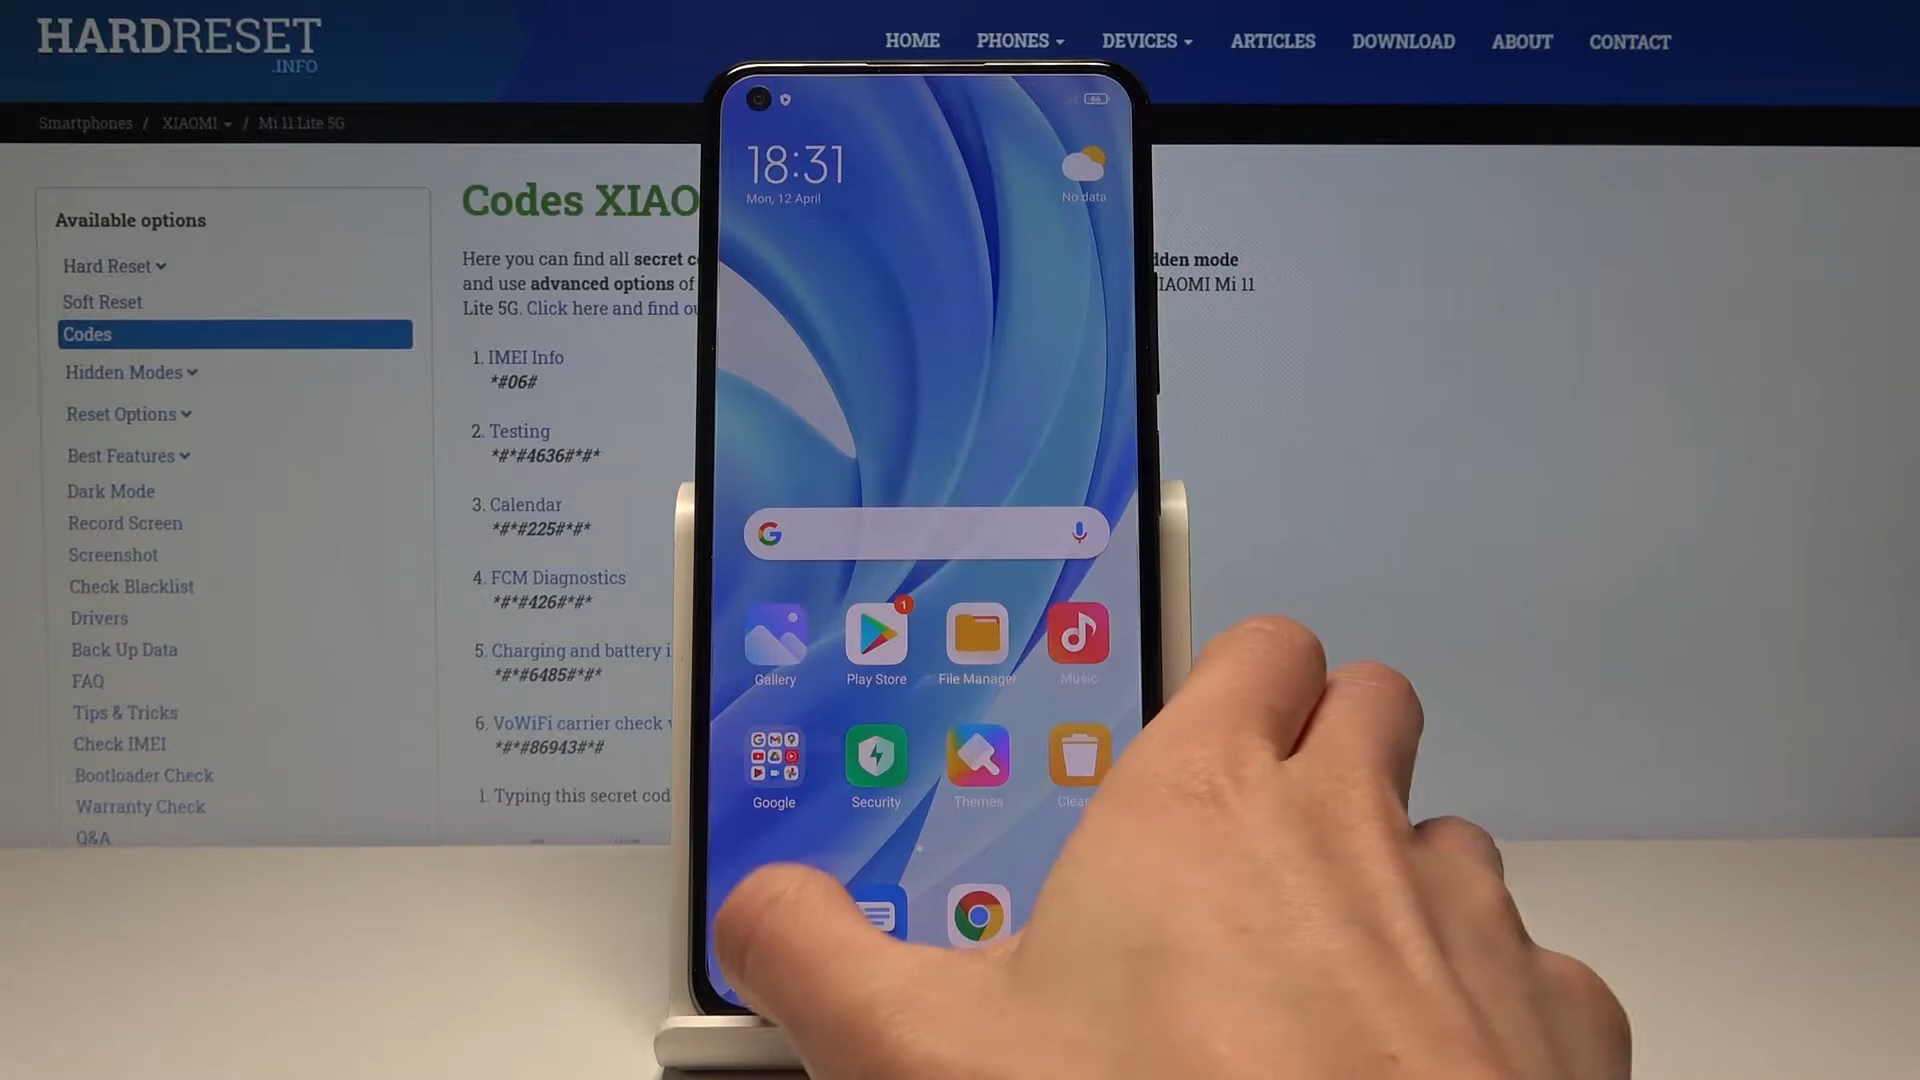 HARDRESET
.INFO
HOME PHONES DEVICES ARTICLES DOWNLOAD ABOUT CONTACT
Smartphones / XIAOMI / Mi 11 Lite 5G
Available options
Hard Reset
Soft Reset
Codes
Hidden Modes
Reset Options
Best Features
Dark Mode
Record Screen
Screenshot
Check Blacklist
Drivers
Back Up Data
FAQ
Tips & Tricks
Check IMEI
Bootloader Check
Warranty Check
Q&A
Codes XIAO
Here you can find all secret c dden mode
and use advanced options of IAOMI Mi 11
Lite 5G. Click here and find ou
1. IMEI Info
*#06#
2. Testing
*#*#4636#*#*
3. Calendar
*#*#225#*#*
4. FCM Diagnostics
*#*#426#*#*
5. Charging and battery i
*#*#6485#*#*
6. VoWiFi carrier check
*#*#86943#*#
1. Typing this secret cod
66
18:31
Mon, 12 April
No data
1
Gallery Play Store File Manager Music
Google Security Themes Clea